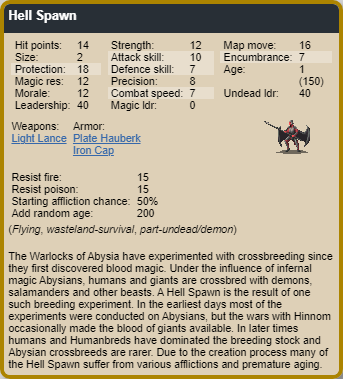 Hell Spawn
Hit points: 14 Strength: 12 Map move: 16
Size: 2 Attack skill: 10 Encumbrance: 7
Protection: 18 Defence skill: 7 Age: 1
Magic res: 12 Precision: 8 (150)
Morale: 12 Combat speed: 7 Undead ldr: 40
Leadership: 40 Magic ldr: 0
Weapons: Armor:
Light Lance Plate Hauberk
Iron Cap
Resist fire: 15
Resist poison: 15
Starting affliction chance: 50%
Add random age: 200
(Flying, wasteland-survival, part-undead/demon)
The Warlocks of Abysia have experimented with crossbreeding since
they first discovered blood magic. Under the influence of infernal
magic Abysians, humans and giants are crossbred with demons,
salamanders and other beasts. A Hell Spawn is the result of one
such breeding experiment. In the earliest days most of the
experiments were conducted on Abysians, but the wars with Hinnom
occasionally made the blood of giants available. In later times
humans and Humanbreds have dominated the breeding stock and
Abysian crossbreeds are rarer. Due to the creation process many of
the Hell Spawn suffer from various afflictions and premature aging.